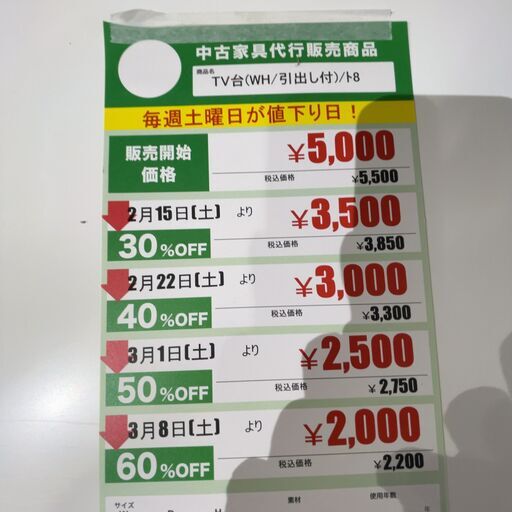 中古家具代行販売商品
商品名
TV台(WH/引出し付)/ト8
毎週土曜日が値下り日！
販売開始価格
¥5,000
税込価格 ¥5,500
2月15日(土) より ¥3,500
30%OFF 税込価格 ¥3,850
2月22日(土) より ¥3,000
40%OFF 税込価格 ¥3,300
3月1日(土) より ¥2,500
50%OFF 税込価格 ¥2,750
3月8日(土) より ¥2,000
60%OFF 税込価格 ¥2,200
サイズ 素材 使用年数
年